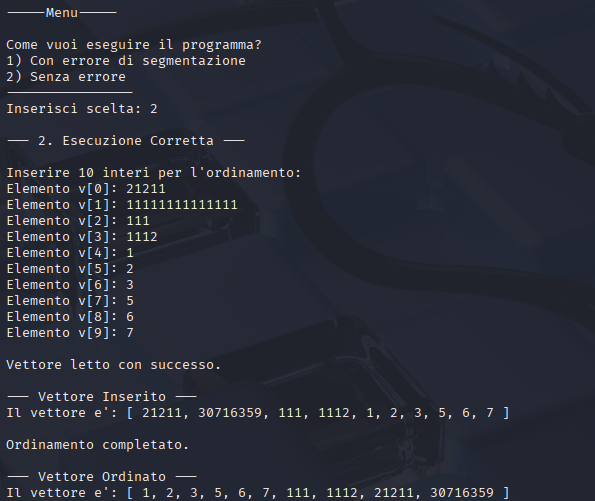 -----Menu-----
Come vuoi eseguire il programma?
1) Con errore di segmentazione
2) Senza errore
----------------
Inserisci scelta: 2
--- 2. Esecuzione Corretta ---
Inserire 10 interi per l'ordinamento:
Elemento v[0]: 21211
Elemento v[1]: 11111111111111
Elemento v[2]: 111
Elemento v[3]: 1112
Elemento v[4]: 1
Elemento v[5]: 2
Elemento v[6]: 3
Elemento v[7]: 5
Elemento v[8]: 6
Elemento v[9]: 7
Vettore letto con successo.
--- Vettore Inserito ---
Il vettore e': [ 21211, 30716359, 111, 1112, 1, 2, 3, 5, 6, 7 ]
Ordinamento completato.
--- Vettore Ordinato ---
Il vettore e': [ 1, 2, 3, 5, 6, 7, 111, 1112, 21211, 30716359 ]